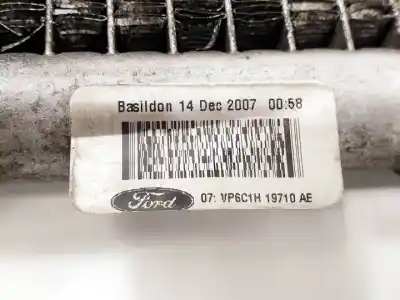 Basildon 14 Dec 2007 00:58
Ford
07: VP6C1H 19710 AE